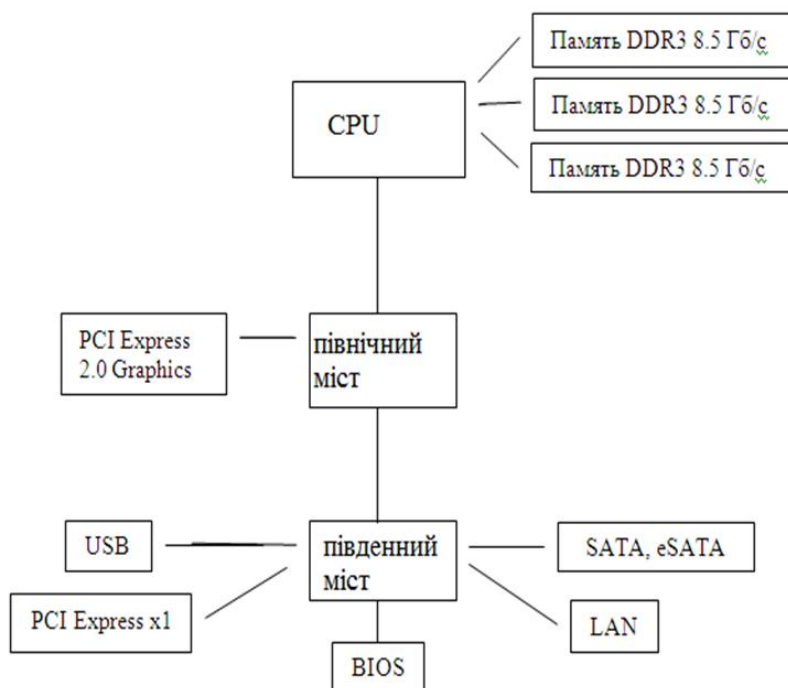 Память DDR3 8.5 Гб/с
CPU
Память DDR3 8.5 Гб/с
Память DDR3 8.5 Гб/с
PCI Express
2.0 Graphics
північний
міст
USB
південний
міст
SATA, eSATA
PCI Express x1
LAN
BIOS